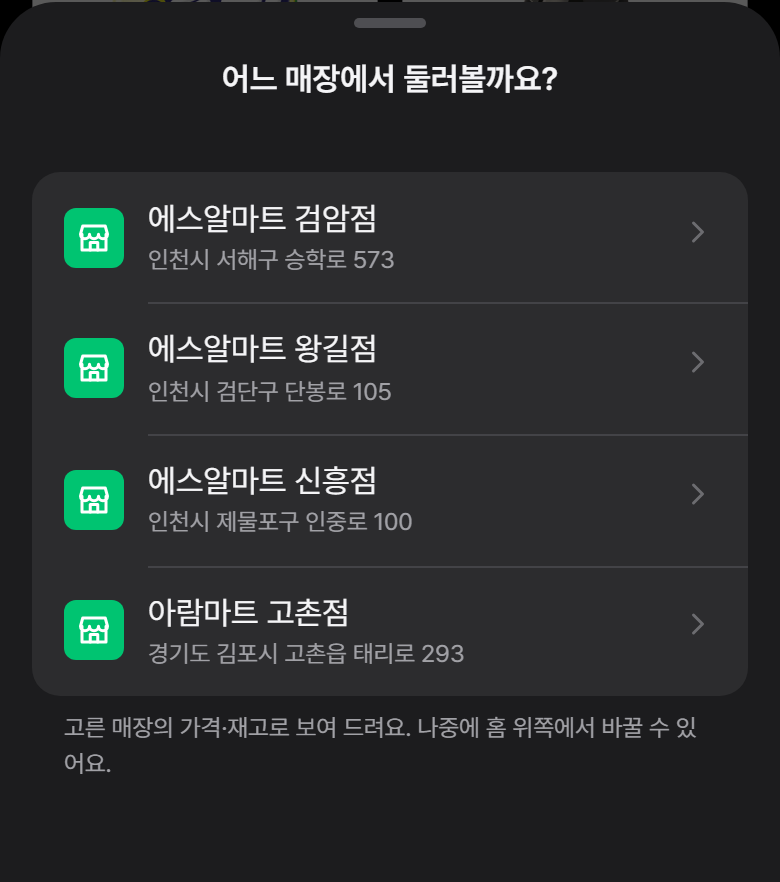 어느 매장에서 둘러볼까요?
에스알마트 검암점
인천시 서해구 승학로 573
에스알마트 왕길점
인천시 검단구 단봉로 105
에스알마트 신흥점
인천시 제물포구 인중로 100
아람마트 고촌점
경기도 김포시 고촌읍 태리로 293
고른 매장의 가격·재고로 보여 드려요. 나중에 홈 위쪽에서 바꿀 수 있
어요.